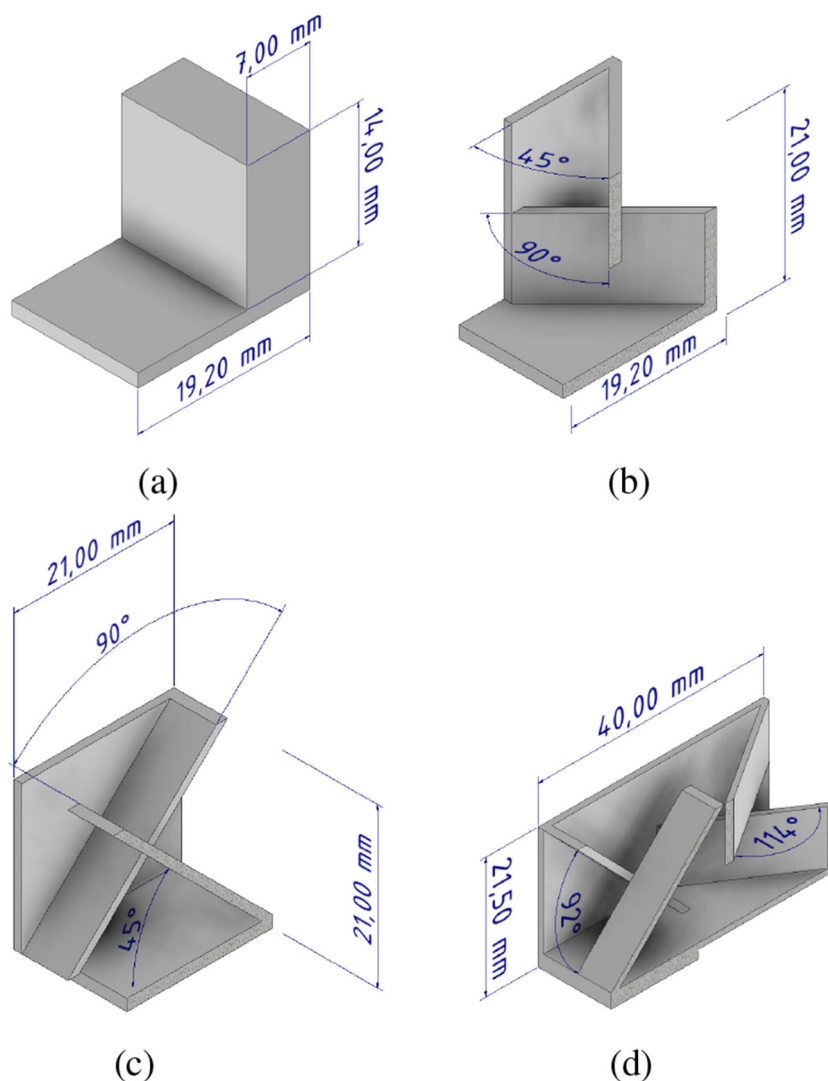 7,00 mm
14,00 mm
19,20 mm
(a)
45°
90°
21,00 mm
19,20 mm
(b)
21,00 mm
90°
45°
21,00 mm
(c)
40,00 mm
114°
92°
21,50 mm
(d)